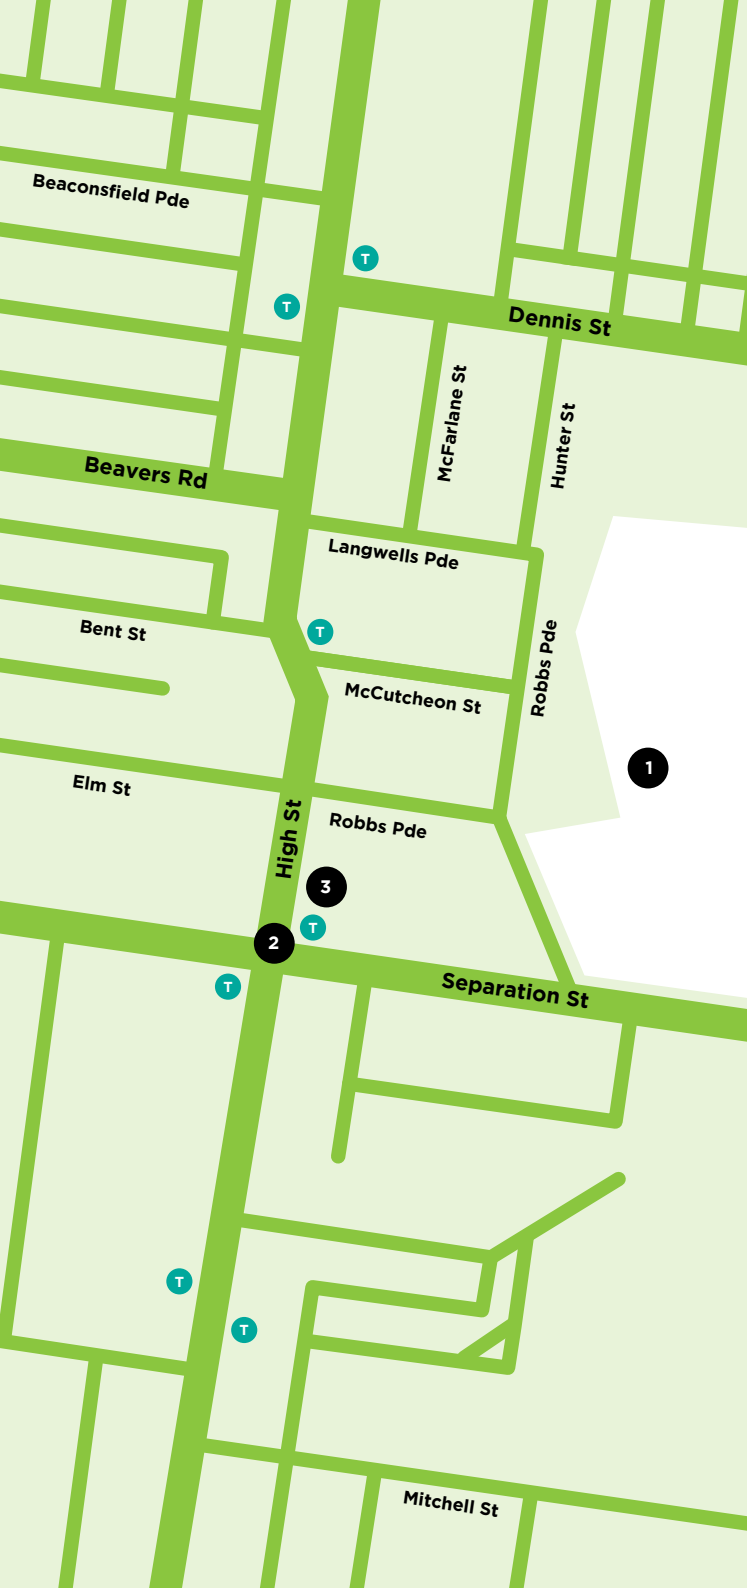 Beaconsfield Pde
T
T
Dennis St
McFarlane St
Hunter St
Beavers Rd
Langwells Pde
Bent St
T
Robbs Pde
McCutcheon St
1
Elm St
High St
Robbs Pde
3
T
2
T
Separation St
T
T
Mitchell St